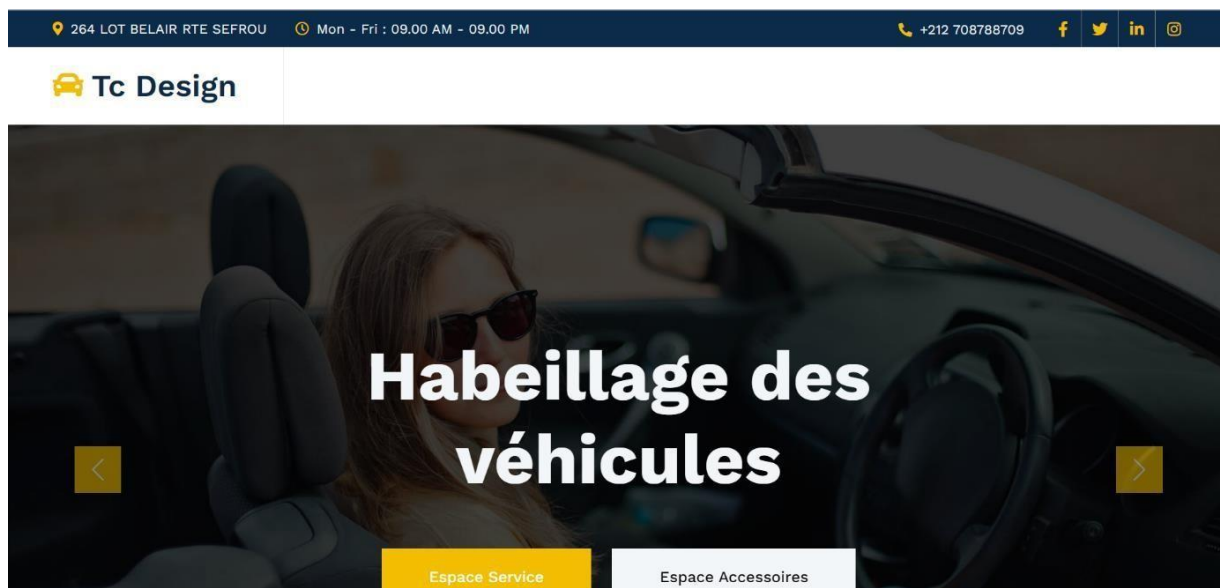 264 LOT BELAIR RTE SEFROU
Mon - Fri : 09.00 AM - 09.00 PM
+212 708788709
Tc Design
Habeillage des
véhicules
Espace Service
Espace Accessoires